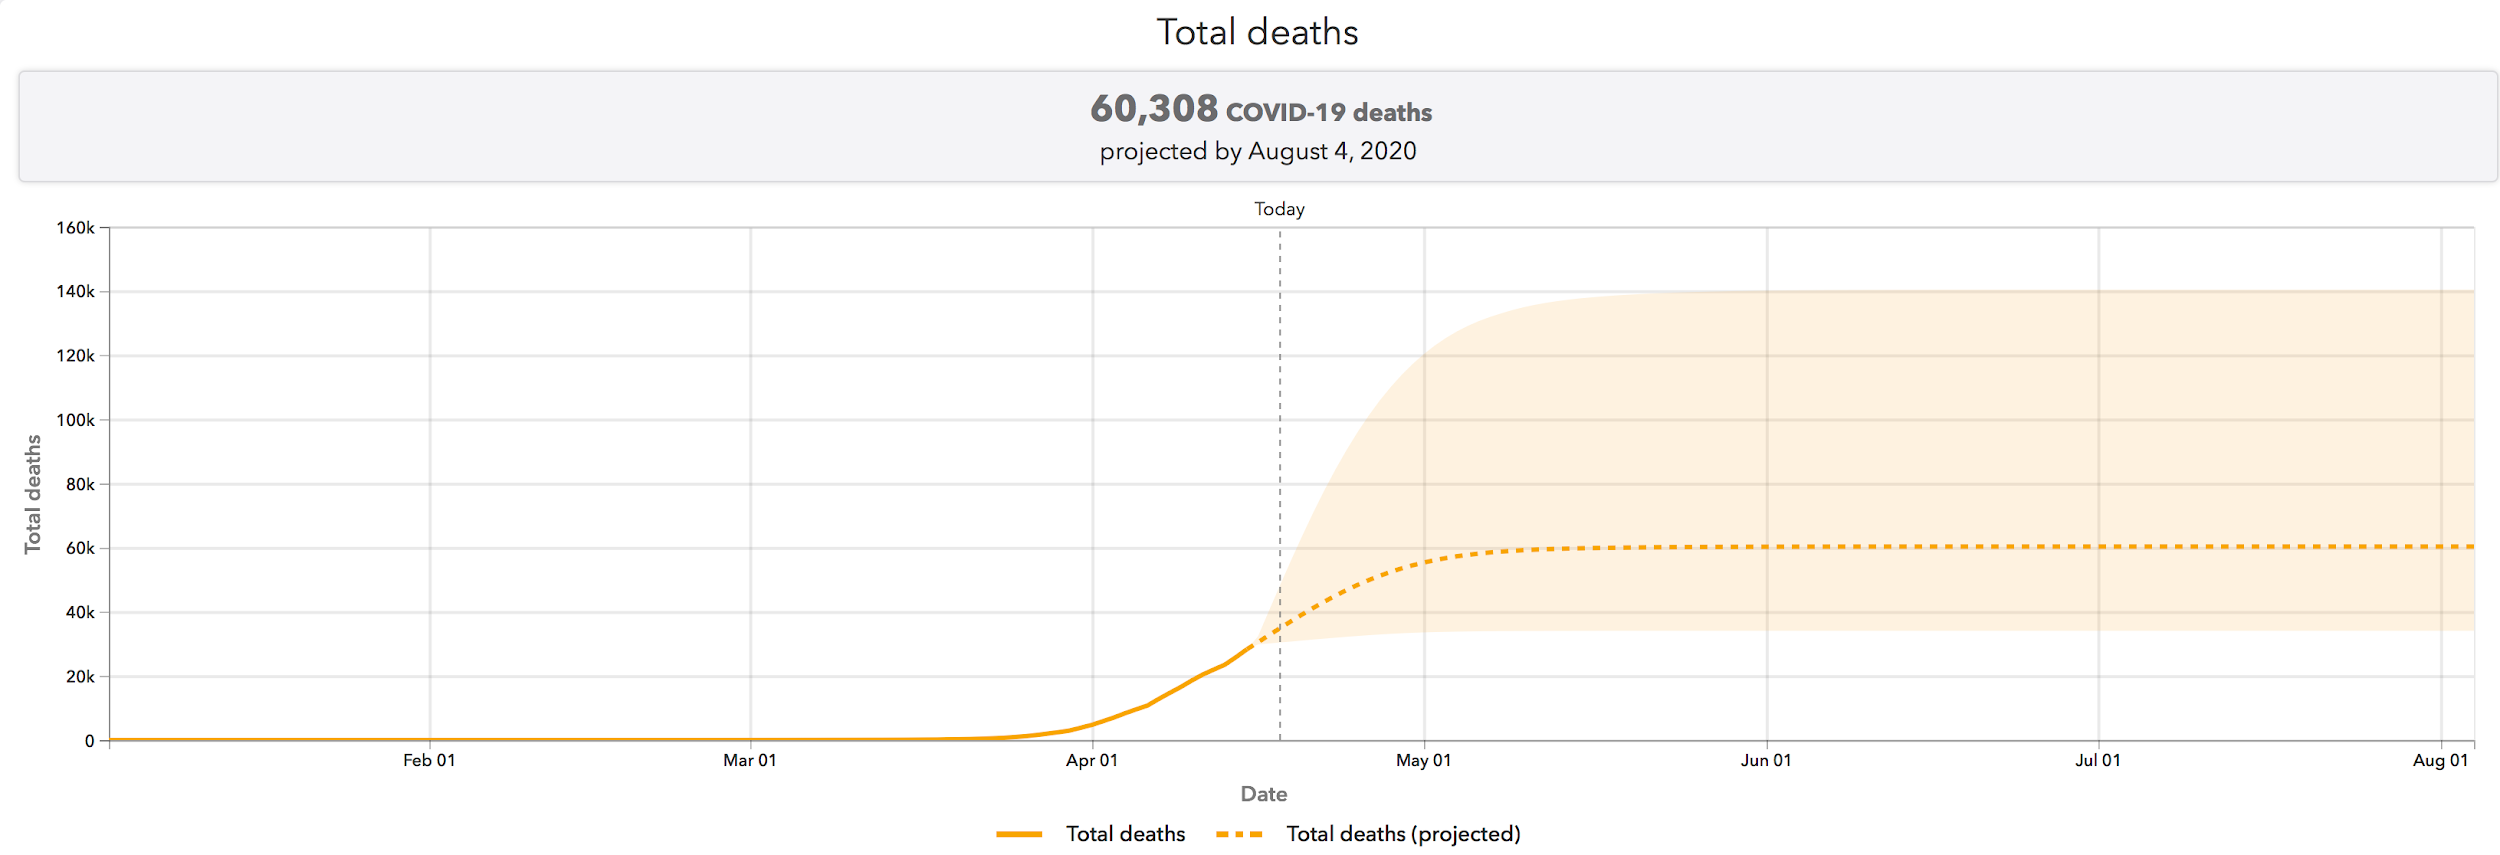 Total deaths
60,308 COVID-19 deaths
projected by August 4, 2020
Today
160k
140k
120k
100k
80k
60k
40k
20k
0
Total deaths
Feb 01 Mar 01 Apr 01 May 01 Jun 01 Jul 01 Aug 01
Date
Total deaths Total deaths (projected)